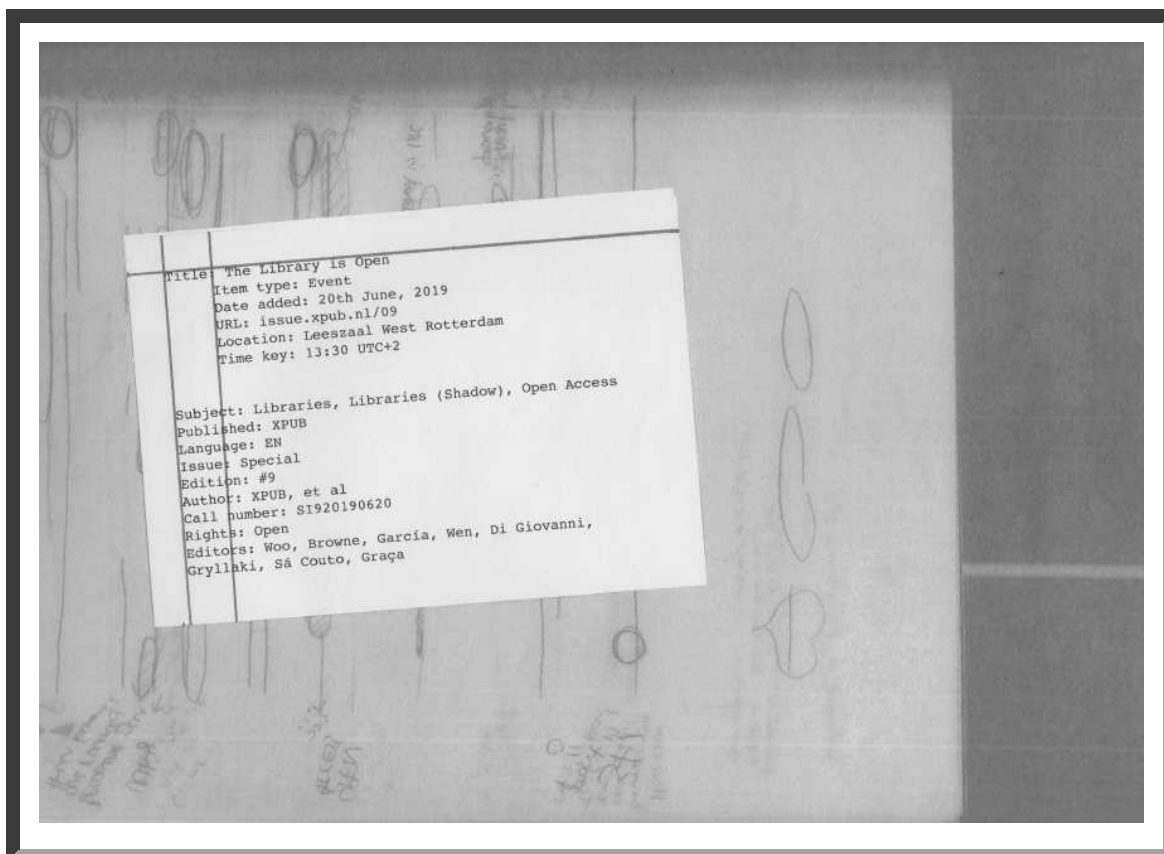 Title: The Library is Open
Item type: Event
Date added: 20th June, 2019
URL: issue.xpub.nl/09
Location: Leeszaal West Rotterdam
Time key: 13:30 UTC+2
Subject: Libraries, Libraries (Shadow), Open Access
Published: XPUB
Language: EN
Issue: Special
Edition: #9
Author: XPUB, et al
Call number: SI920190620
Rights: Open
Editors: Woo, Browne, García, Wen, Di Giovanni,
Gryllaki, Sá Couto, Graça